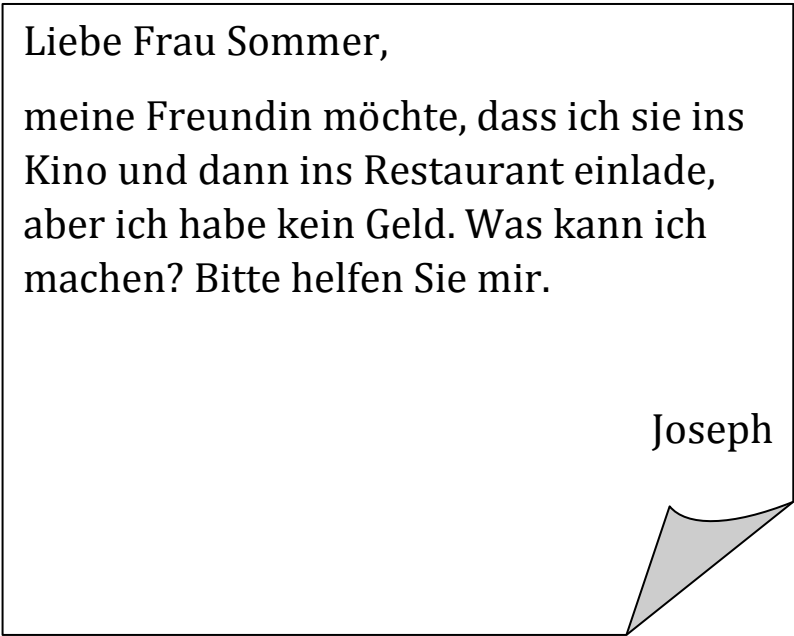 Liebe Frau Sommer,
meine Freundin möchte, dass ich sie ins
Kino und dann ins Restaurant einlade,
aber ich habe kein Geld. Was kann ich
machen? Bitte helfen Sie mir.
Joseph